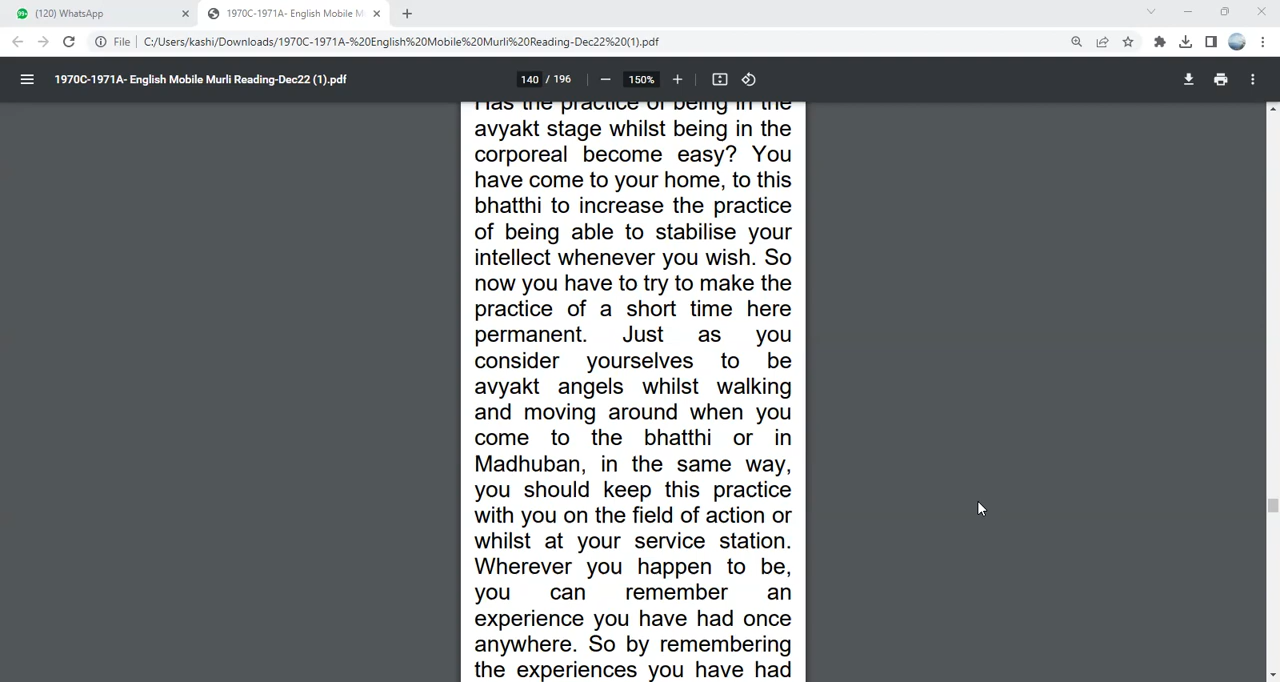 (120) WhatsApp
1970C-1971A- English Mobile M
File
C:/Users/kashi/Downloads/1970C-1971A-%20English%20Mobile%20Murli%20Reading-Dec22%20(1).pdf
1970C-1971A- English Mobile Murli Reading-Dec22 (1).pdf
140 / 196
150%
Has the practice of being in the
avyakt stage whilst being in the
corporeal become easy? You
have come to your home, to this
bhatthi to increase the practice
of being able to stabilise your
intellect whenever you wish. So
now you have to try to make the
practice of a short time here
permanent. Just as you
consider yourselves to be
avyakt angels whilst walking
and moving around when you
come to the bhatthi or in
Madhuban, in the same way,
you should keep this practice
with you on the field of action or
whilst at your service station.
Wherever you happen to be,
you can remember an
experience you have had once
anywhere. So by remembering
the experiences you have had